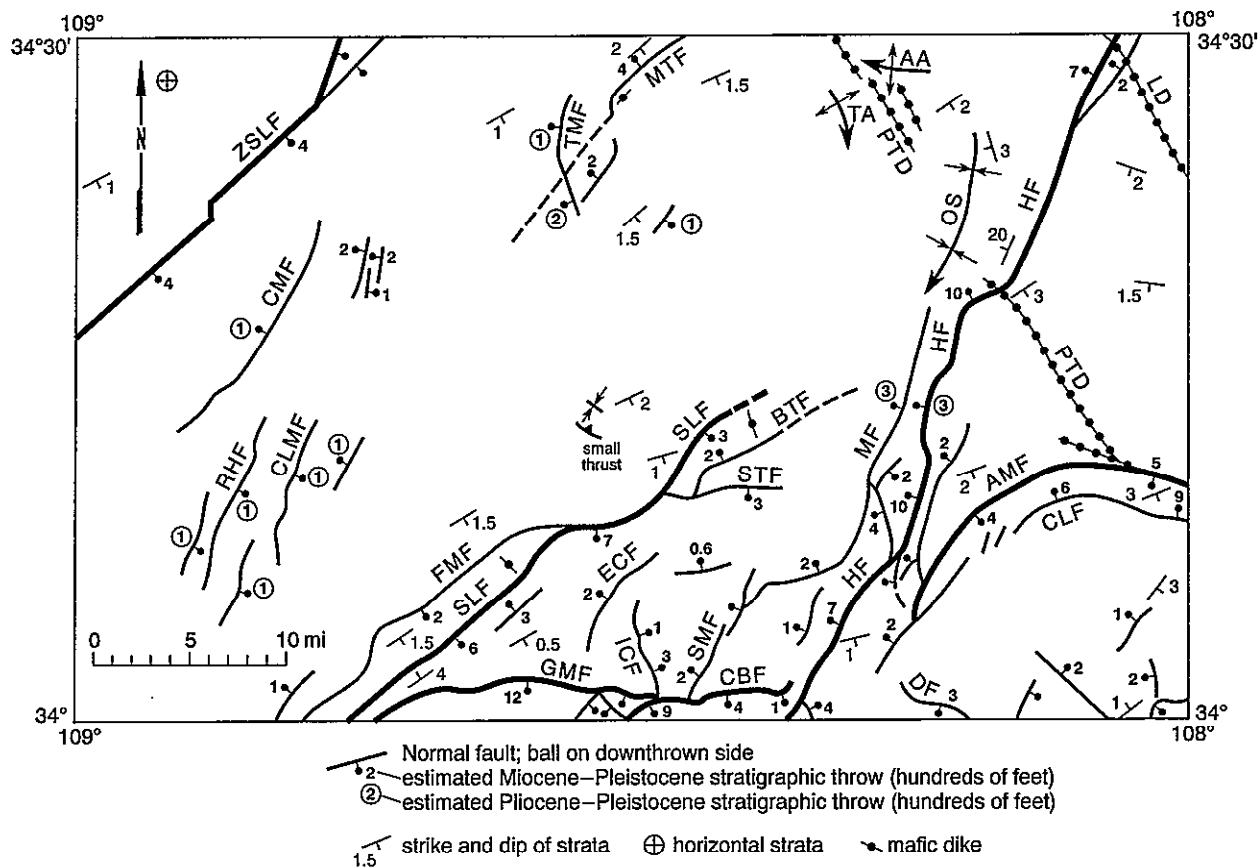 109°
108°
34°30'
34°30'
N
ZSLF
4
1
4
2
4
MTF
1.5
1
TMF
1
2
2
1.5
1
AA
TA
PTD
2
7
2
LD
3
OS
20
HF
2
1.5
10
3
HF
PTD
CMF
1
2
2
1
RHF
CLMF
1
1
1
1
1
2
small
thrust
SLF
3
BTF
2
1
STF
3
MF
3
3
2
2
2
10
4
AMF
5
6
9
3
4
CLF
1.5
FMF
SLF
7
ECF
0.6
2
2
HF
7
2
3
6
1.5
0.5
4
ICF
1
3
SMF
2
1
1
2
3
1
GMF
12
CBF
9
4
1
4
DF
3
2
2
1
1
0 5 10 mi
34°
34°
109°
108°
Normal fault; ball on downthrown side
2 estimated Miocene–Pleistocene stratigraphic throw (hundreds of feet)
2 estimated Pliocene–Pleistocene stratigraphic throw (hundreds of feet)
1.5 strike and dip of strata
horizontal strata
mafic dike